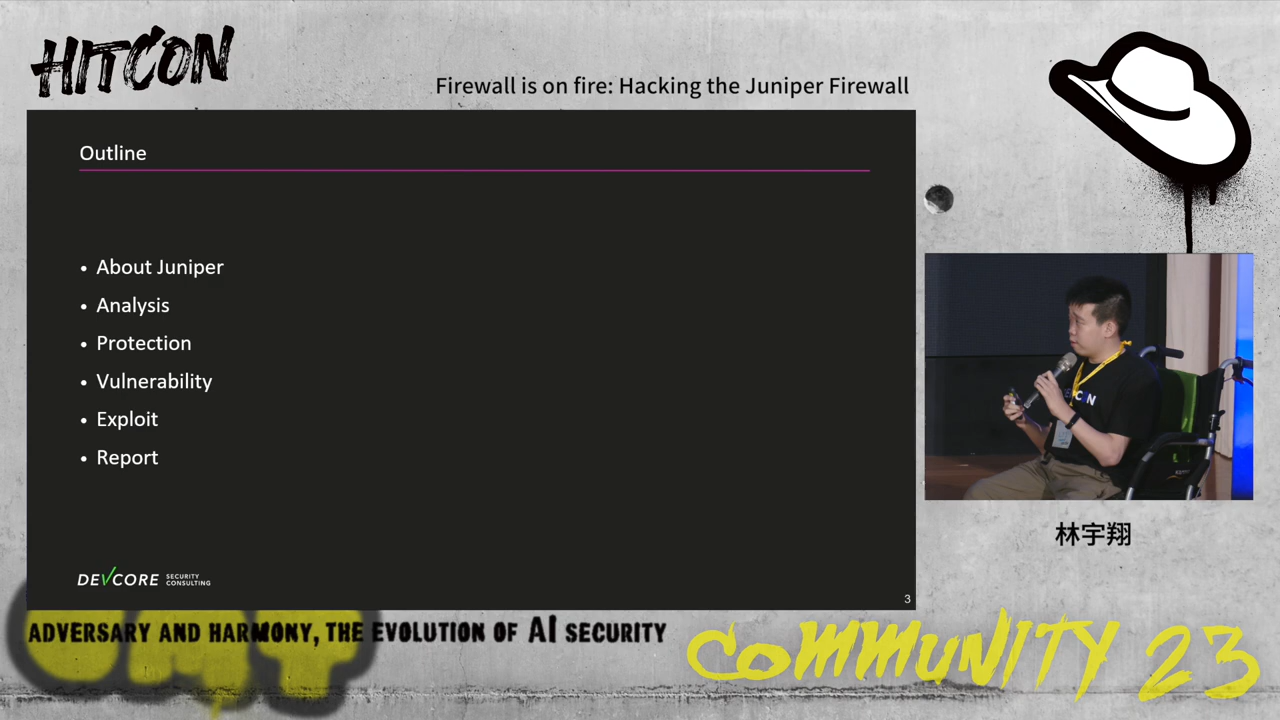 HITCON
Firewall is on fire: Hacking the Juniper Firewall
Outline
• About Juniper
• Analysis
• Protection
• Vulnerability
• Exploit
• Report
DEVCORE SECURITY CONSULTING
3
林宇翔
ADVERSARY AND HARMONY, THE EVOLUTION OF AI SECURITY
COMMUNITY 23